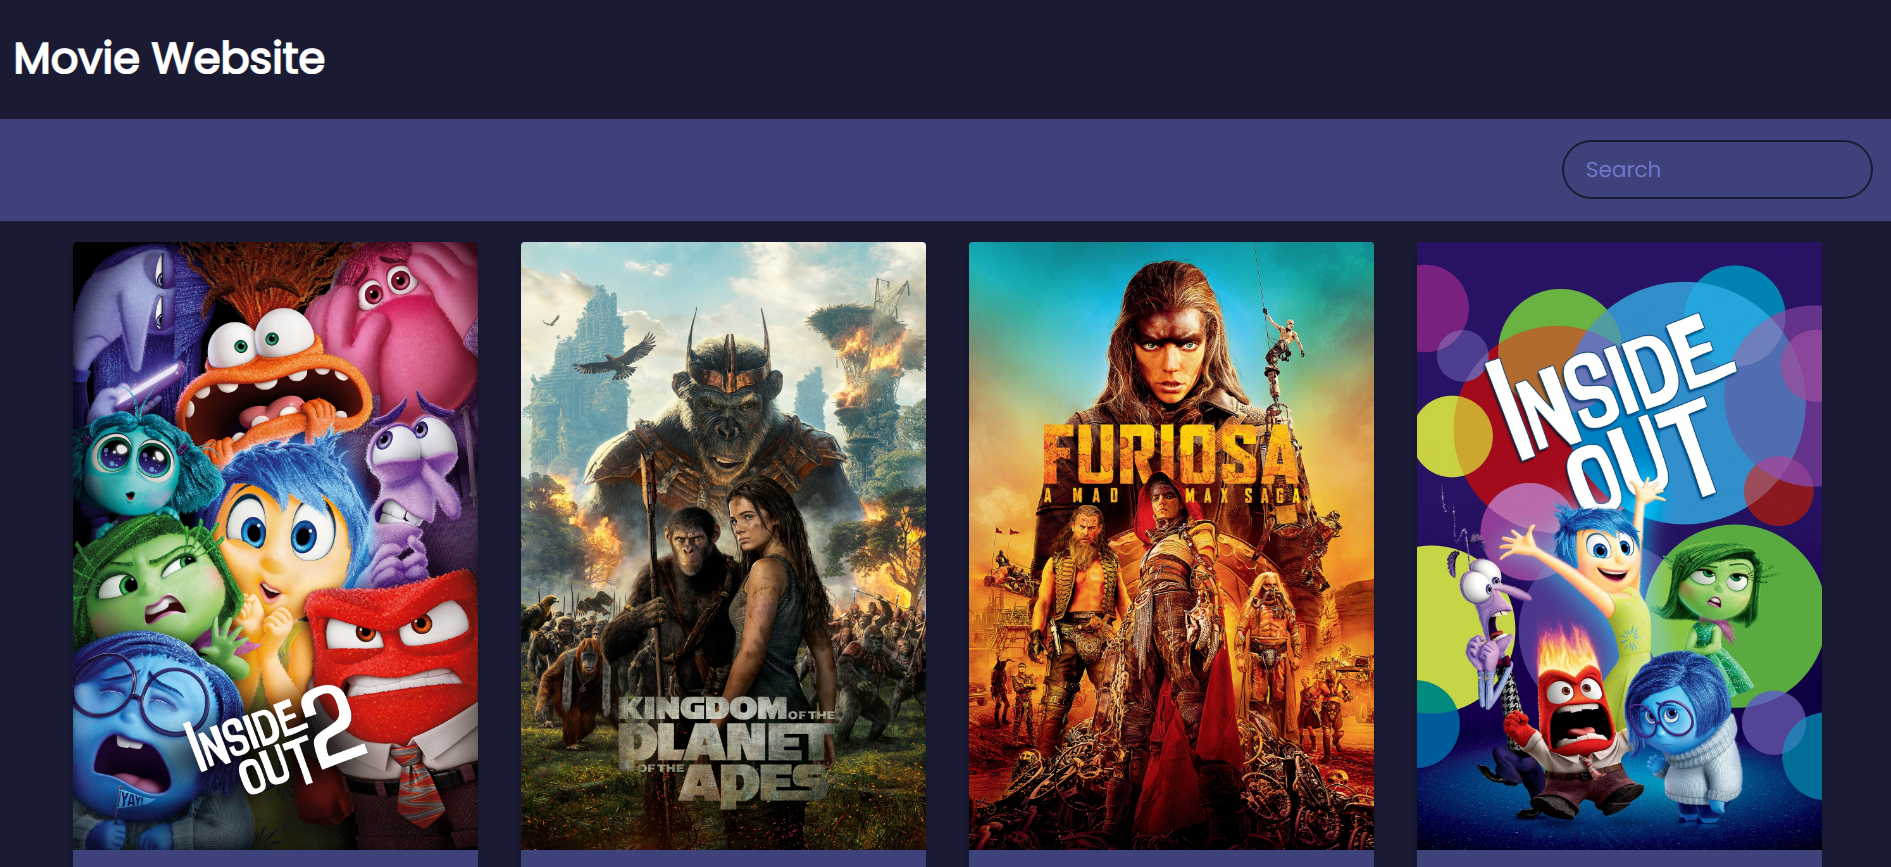 Movie Website
Search
YAY!
INSIDE
OUT 2
KINGDOM OF THE
PLANET
OF THE
APES
FURIOSA
A MAD MAX SAGA
INSIDE
OUT